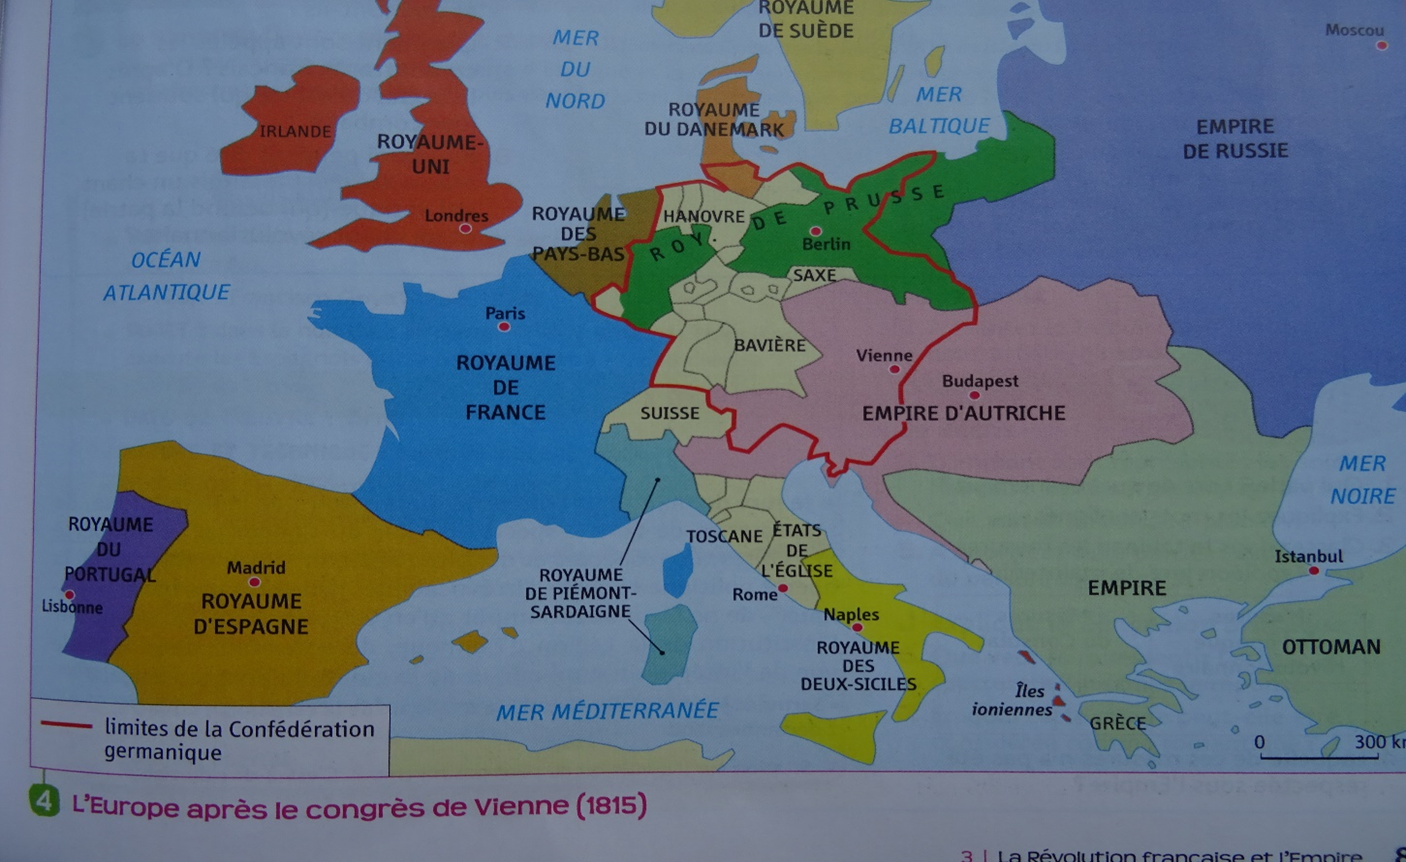 ROYAUME
DE SUÈDE
Moscou
MER
DU
NORD
ROYAUME
DU DANEMARK
MER
BALTIQUE
EMPIRE
DE RUSSIE
IRLANDE
ROYAUME-
UNI
Londres
ROYAUME
DES
PAYS-BAS
HANOVRE
ROY. DE PRUSSE
Berlin
SAXE
OCÉAN
ATLANTIQUE
Paris
ROYAUME
DE
FRANCE
BAVIÈRE
Vienne
Budapest
EMPIRE D'AUTRICHE
SUISSE
MER
NOIRE
ROYAUME
DU
PORTUGAL
Lisbonne
Madrid
ROYAUME
D'ESPAGNE
TOSCANE
ÉTATS
DE
L'ÉGLISE
ROYAUME
DE PIÉMONT-
SARDAIGNE
Rome
Naples
ROYAUME
DES
DEUX-SICILES
Istanbul
EMPIRE
OTTOMAN
Îles
ioniennes
GRÈCE
MER MÉDITERRANÉE
0 300 km
limites de la Confédération
germanique
4 L'Europe après le congrès de Vienne (1815)
3 | La Révolution française et l'Empire